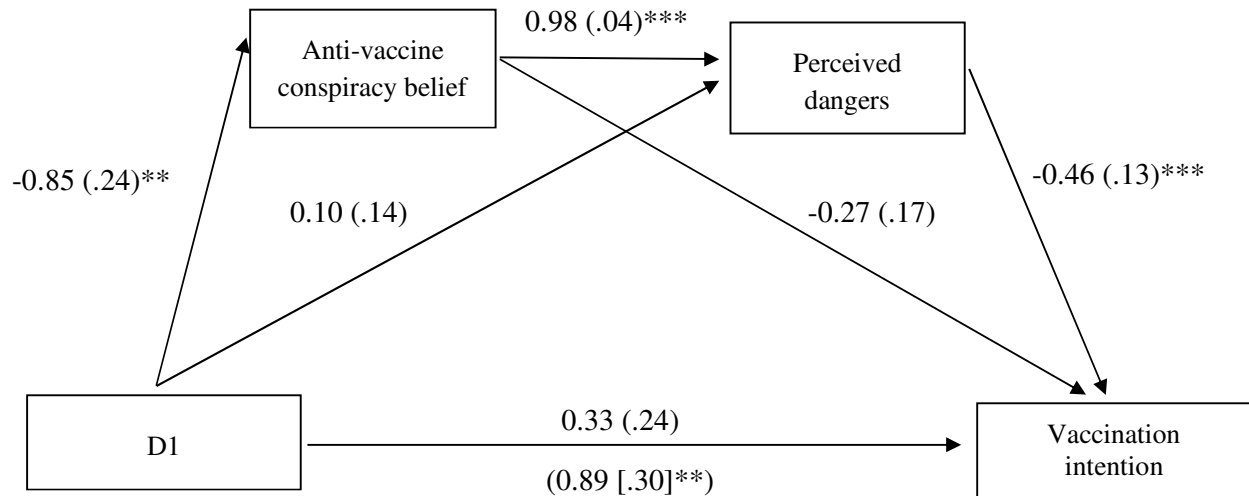 0.98 (.04)***
Anti-vaccine
conspiracy belief
Perceived
dangers
-0.85 (.24)**
0.10 (.14)
-0.27 (.17)
-0.46 (.13)***
D1
0.33 (.24)
(0.89 [.30]**)
Vaccination
intention